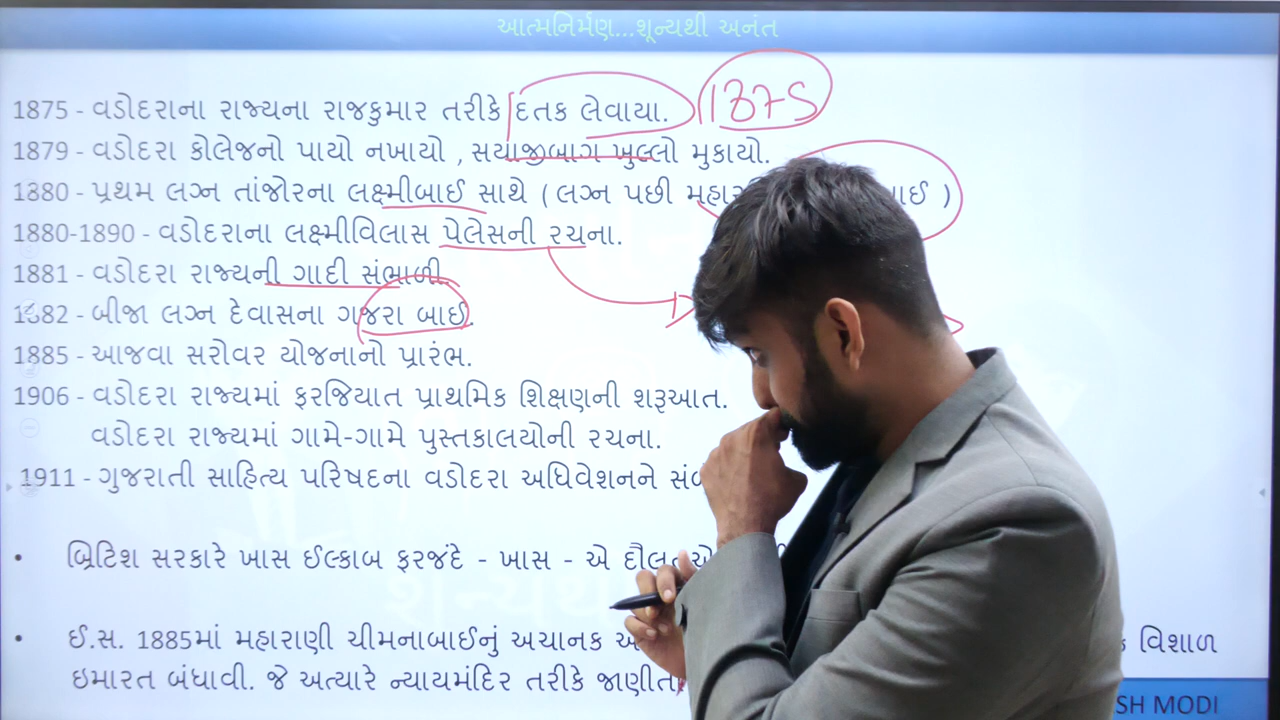 આત્મનિર્માણ...શૂન્યથી અનંત
1875 - વડોદરાના રાજ્યના રાજકુમાર તરીકે દતક લેવાયા. 1875
1879 - વડોદરા કોલેજનો પાયો નખાયો , સયાજીબાગ ખુલ્લો મુકાયો.
1880 - પ્રથમ લગ્ન તાંજોરના લક્ષ્મીબાઈ સાથે ( લગ્ન પછી
1880-1890 - વડોદરાના લક્ષ્મીવિલાસ પેલેસની રચના.
1881 - વડોદરા રાજ્યની ગાદી સંભાળી.
1882 - બીજા લગ્ન દેવાસના ગજરા બાઈ.
1885 - આજવા સરોવર યોજનાનો પ્રારંભ.
1906 - વડોદરા રાજ્યમાં ફરજિયાત પ્રાથમિક શિક્ષણની શરૂઆત.
વડોદરા રાજ્યમાં ગામે-ગામે પુસ્તકાલયોની રચના.
1911 - ગુજરાતી સાહિત્ય પરિષદના વડોદરા અધિવેશનને
• બ્રિટિશ સરકારે ખાસ ઈલ્કાબ ફરજંદે - ખાસ - એ
• ઈ.સ. 1885માં મહારાણી ચીમનાબાઈનું અચાનક વિશાળ
ઇમારત બંધાવી. જે અત્યારે ન્યાયમંદિર તરીકે
MODI